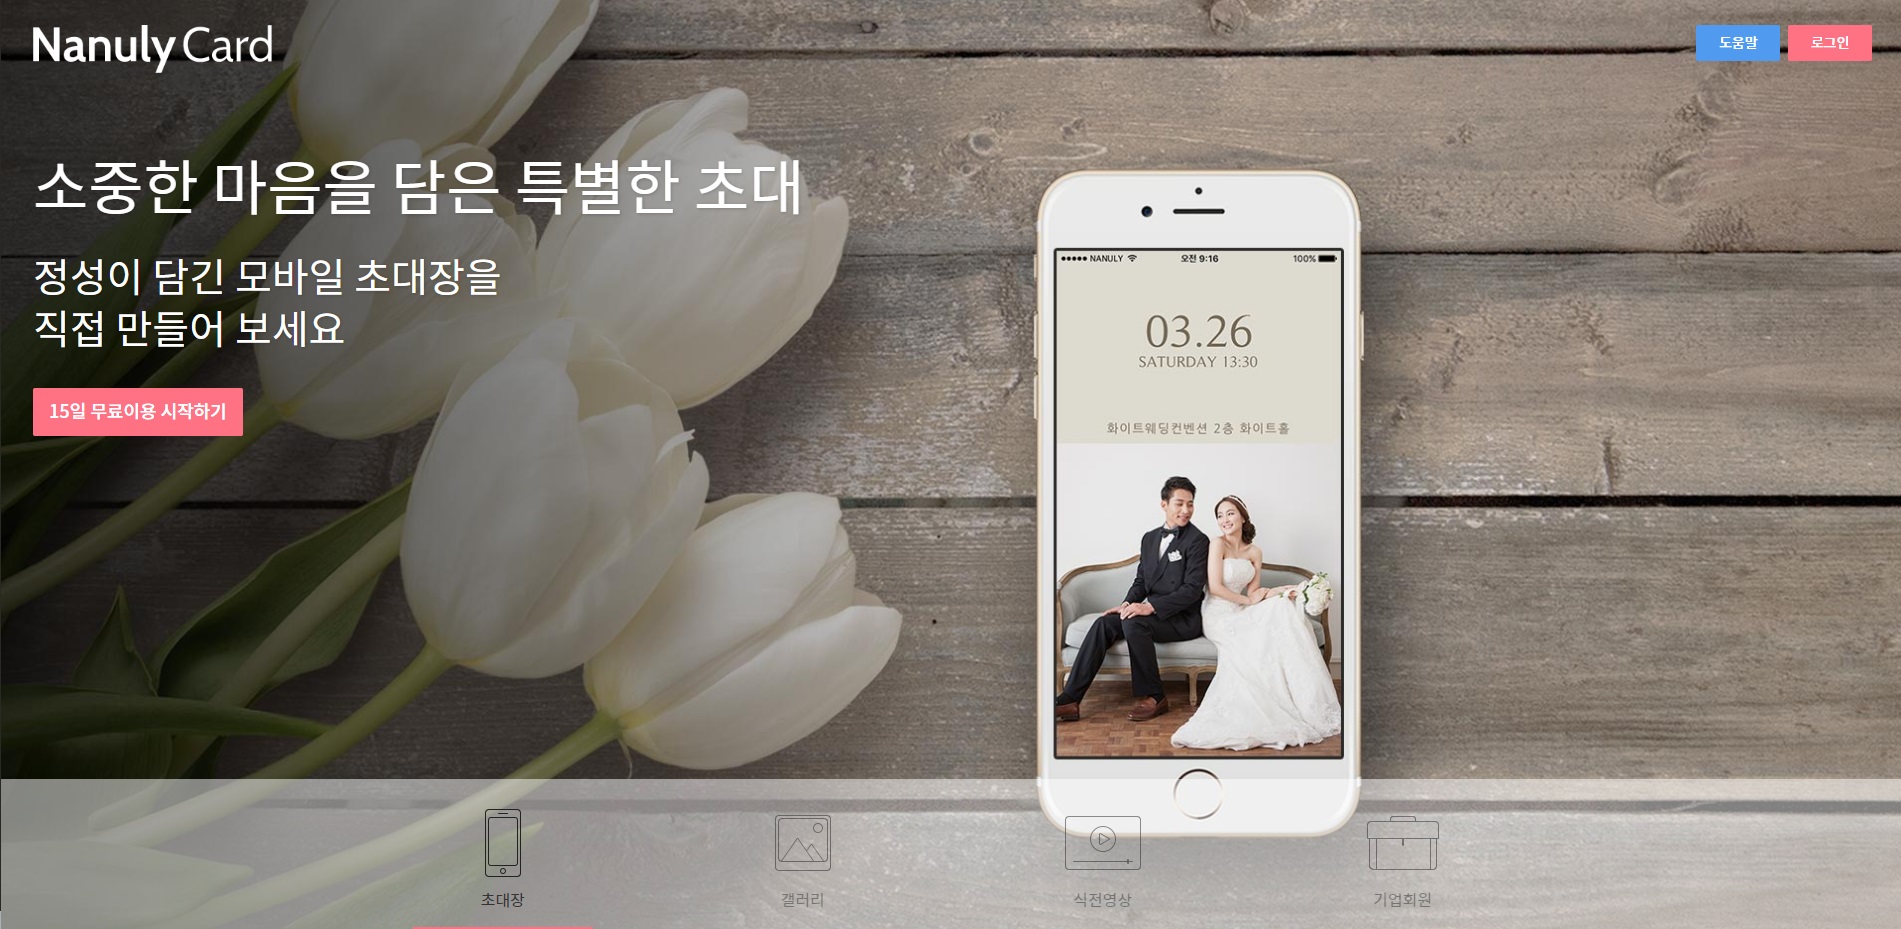 Nanuly Card
도움말
로그인
소중한 마음을 담은 특별한 초대
정성이 담긴 모바일 초대장을
직접 만들어 보세요
15일 무료이용 시작하기
NANULY 오전 9:16 100%
03.26
SATURDAY 13:30
화이트웨딩컨벤션 2층 화이트홀
초대장
갤러리
식전영상
기업회원